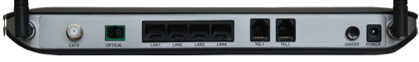 CATV OPTICAL LAN1 LAN2 LAN3 LAN4 TEL1 TEL2 ON/OFF POWER